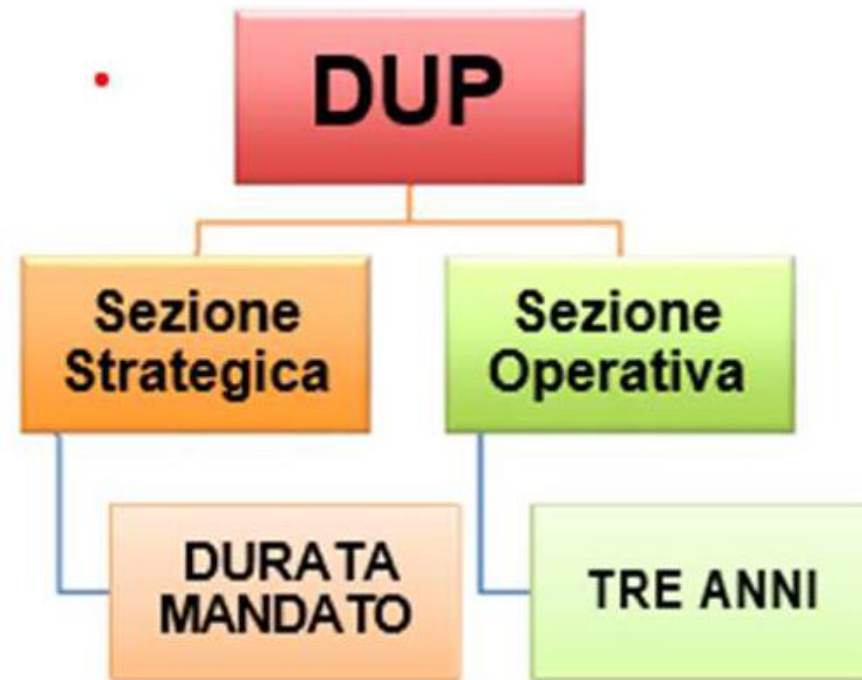 DUP
Sezione
Strategica
Sezione
Operativa
DURATA
MANDATO
TRE ANNI